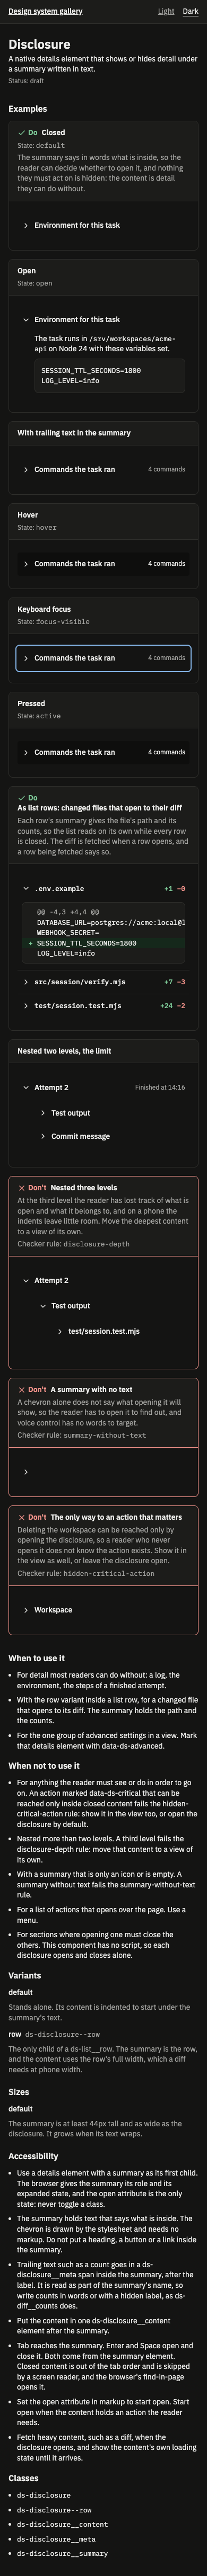 Design system gallery
Light Dark
Disclosure
A native details element that shows or hides detail under
a summary written in text.
Status: draft
Examples
Do Closed
State: default
The summary says in words what is inside, so the
reader can decide whether to open it, and nothing
they must act on is hidden: the content is detail
they can do without.
Environment for this task
Open
State: open
Environment for this task
The task runs in /srv/workspaces/acme-
api on Node 24 with these variables set.
SESSION_TTL_SECONDS=1800
LOG_LEVEL=info
With trailing text in the summary
Commands the task ran 4 commands
Hover
State: hover
Commands the task ran 4 commands
Keyboard focus
State: focus-visible
Commands the task ran 4 commands
Pressed
State: active
Commands the task ran 4 commands
Do
As list rows: changed files that open to their diff
Each row's summary gives the file's path and its
counts, so the list reads on its own while every row
is closed. The diff is fetched when a row opens, and
a row being fetched says so.
.env.example +1 −0
@@ -4,3 +4,4 @@
DATABASE_URL=postgres://acme:local@l
WEBHOOK_SECRET=
+ SESSION_TTL_SECONDS=1800
LOG_LEVEL=info
src/session/verify.mjs +7 −3
test/session.test.mjs +24 −2
Nested two levels, the limit
Attempt 2 Finished at 14:16
Test output
Commit message
Don't Nested three levels
At the third level the reader has lost track of what is
open and what it belongs to, and on a phone the
indents leave little room. Move the deepest content
to a view of its own.
Checker rule: disclosure-depth
Attempt 2
Test output
test/session.test.mjs
Don't A summary with no text
A chevron alone does not say what opening it will
show, so the reader has to open it to find out, and
voice control has no words to target.
Checker rule: summary-without-text
Don't The only way to an action that matters
Deleting the workspace can be reached only by
opening the disclosure, so a reader who never
opens it does not know the action exists. Show it in
the view as well, or leave the disclosure open.
Checker rule: hidden-critical-action
Workspace
When to use it
For detail most readers can do without: a log, the
environment, the steps of a finished attempt.
With the row variant inside a list row, for a changed file
that opens to its diff. The summary holds the path and
the counts.
For the one group of advanced settings in a view. Mark
that details element with data-ds-advanced.
When not to use it
For anything the reader must see or do in order to go
on. An action marked data-ds-critical that can be
reached only inside closed content fails the hidden-
critical-action rule: show it in the view too, or open the
disclosure by default.
Nested more than two levels. A third level fails the
disclosure-depth rule: move that content to a view of
its own.
With a summary that is only an icon or is empty. A
summary without text fails the summary-without-text
rule.
For a list of actions that opens over the page. Use a
menu.
For sections where opening one must close the
others. This component has no script, so each
disclosure opens and closes alone.
Variants
default
Stands alone. Its content is indented to start under the
summary's text.
row ds-disclosure--row
The only child of a ds-list__row. The summary is the row,
and the content uses the row's full width, which a diff
needs at phone width.
Sizes
default
The summary is at least 44px tall and as wide as the
disclosure. It grows when its text wraps.
Accessibility
Use a details element with a summary as its first child.
The browser gives the summary its role and its
expanded state, and the open attribute is the only
state: never toggle a class.
The summary holds text that says what is inside. The
chevron is drawn by the stylesheet and needs no
markup. Do not put a heading, a button or a link inside
the summary.
Trailing text such as a count goes in a ds-
disclosure__meta span inside the summary, after the
label. It is read as part of the summary's name, so
write counts in words or with a hidden label, as ds-
diff__counts does.
Put the content in one ds-disclosure__content
element after the summary.
Tab reaches the summary. Enter and Space open and
close it. Both come from the summary element.
Closed content is out of the tab order and is skipped
by a screen reader, and the browser's find-in-page
opens it.
Set the open attribute in markup to start open. Start
open when the content holds an action the reader
needs.
Fetch heavy content, such as a diff, when the
disclosure opens, and show the content's own loading
state until it arrives.
Classes
ds-disclosure
ds-disclosure--row
ds-disclosure__content
ds-disclosure__meta
ds-disclosure__summary